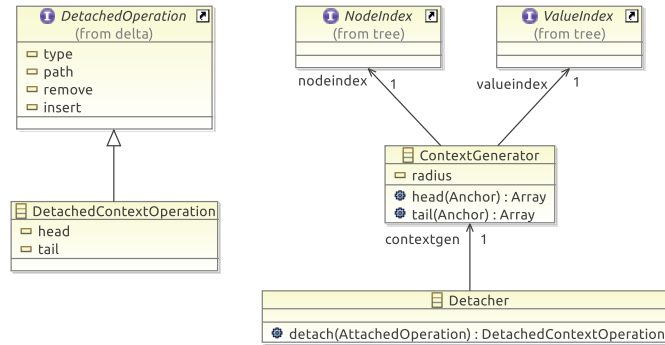 DetachedOperation
(from delta)
type
path
remove
insert
DetachedContextOperation
head
tail
NodeIndex
(from tree)
ValueIndex
(from tree)
nodeindex
1
valueindex
1
ContextGenerator
radius
head(Anchor) : Array
tail(Anchor) : Array
contextgen
1
Detacher
detach(AttachedOperation) : DetachedContextOperation